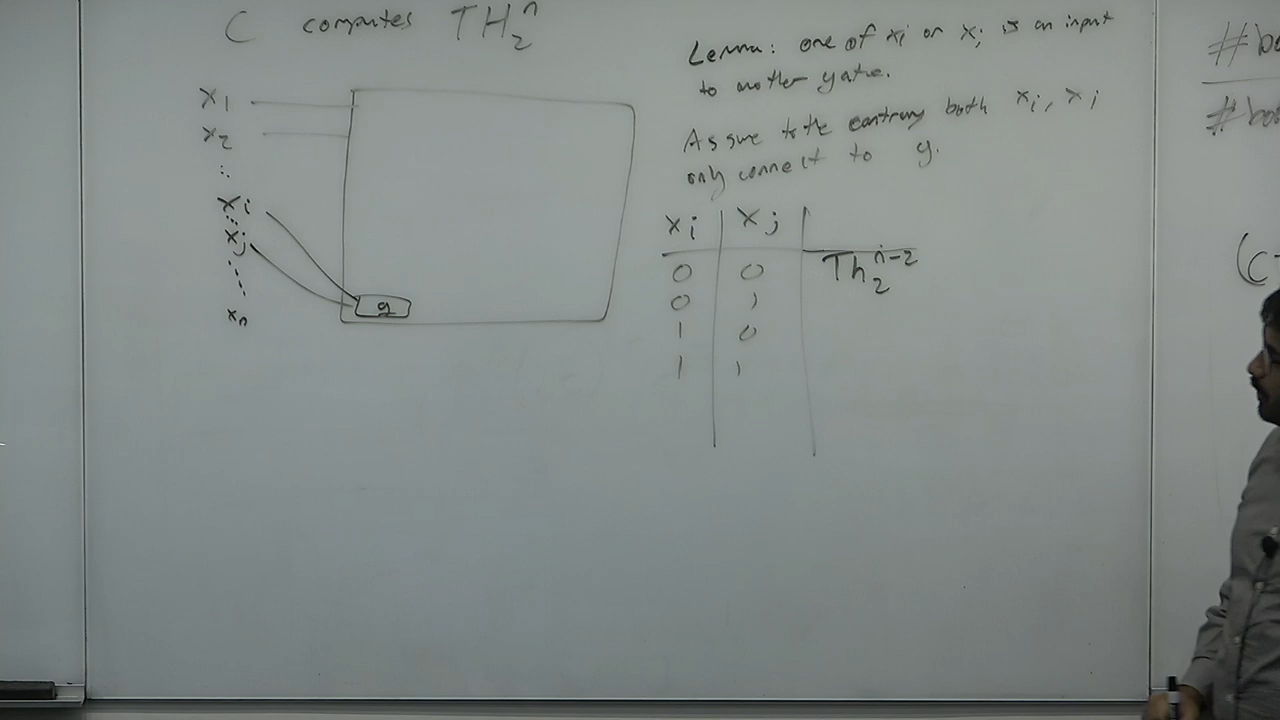 C computes TH₂ⁿ
x₁
x₂
xᵢ
xⱼ
xₙ
g
Lemma: one of xᵢ or xⱼ is an input
to another gate.
Assume to the contrary both xᵢ, xⱼ
only connect to g.
xᵢ | xⱼ |
0 | 0 | Th₂ⁿ⁻²
0 | 1 |
1 | 0 |
1 | 1 |
#
#
(C